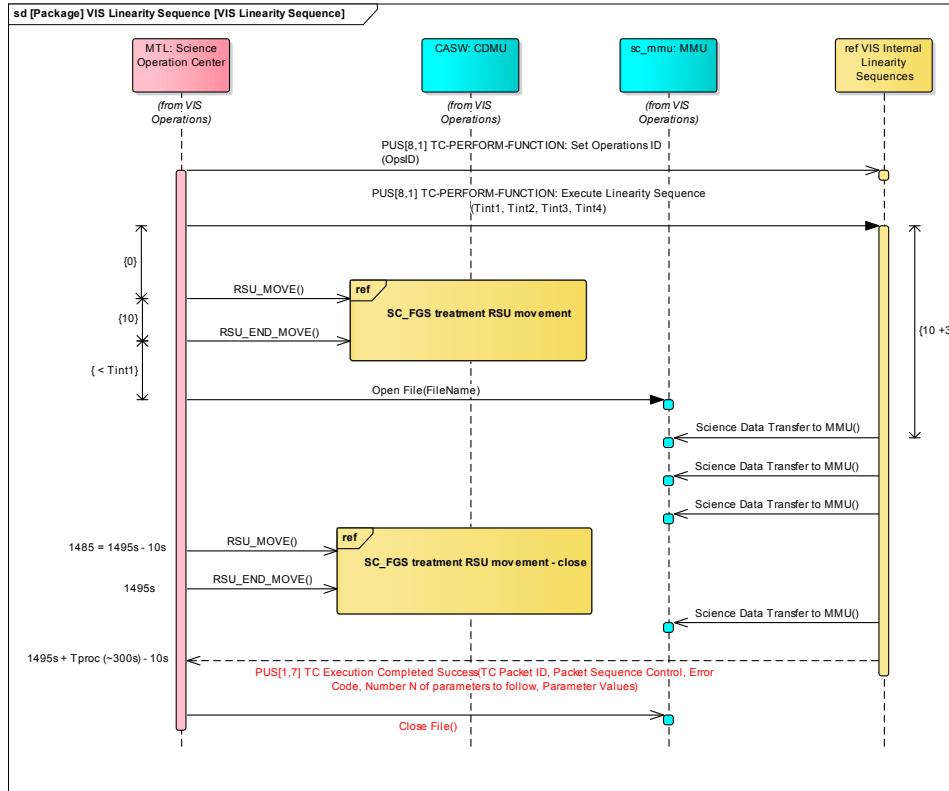 sd [Package] VIS Linearity Sequence [VIS Linearity Sequence]
MTL: Science
Operation Center
CASW: CDMU
sc_mmu: MMU
ref VIS Internal
Linearity
Sequences
(from VIS
Operations)
(from VIS
Operations)
(from VIS
Operations)
PUS[8,1] TC-PERFORM-FUNCTION: Set Operations ID
(OpsID)
PUS[8,1] TC-PERFORM-FUNCTION: Execute Linearity Sequence
(Tint1, Tint2, Tint3, Tint4)
{0}
RSU_MOVE()
ref
SC_FGS treatment RSU movement
{10}
RSU_END_MOVE()
{10 +3
{ < Tint1}
Open File(FileName)
Science Data Transfer to MMU()
Science Data Transfer to MMU()
Science Data Transfer to MMU()
1485 = 1495s - 10s
RSU_MOVE()
ref
SC_FGS treatment RSU movement - close
1495s
RSU_END_MOVE()
Science Data Transfer to MMU()
1495s + Tproc (~300s) - 10s
PUS[1,7] TC Execution Completed Success(TC Packet ID, Packet Sequence Control, Error
Code, Number N of parameters to follow, Parameter Values)
Close File()